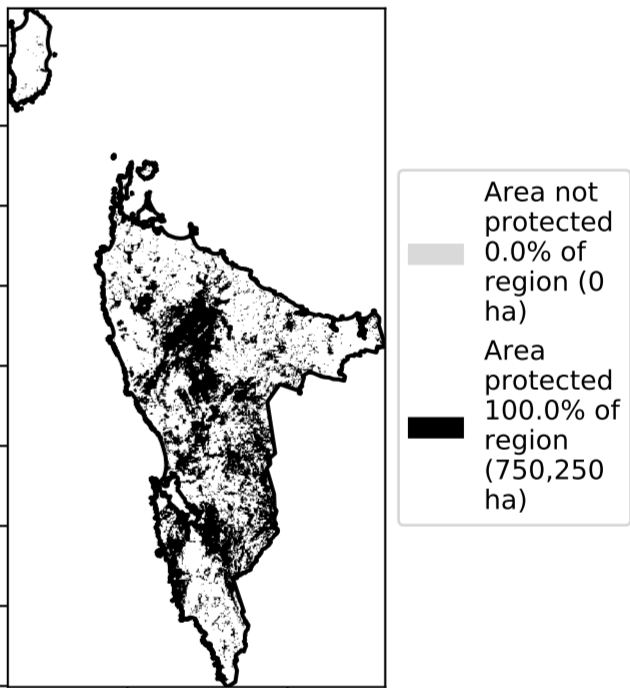 Area not
protected
0.0% of
region (0
ha)
Area
protected
100.0% of
region
(750,250
ha)